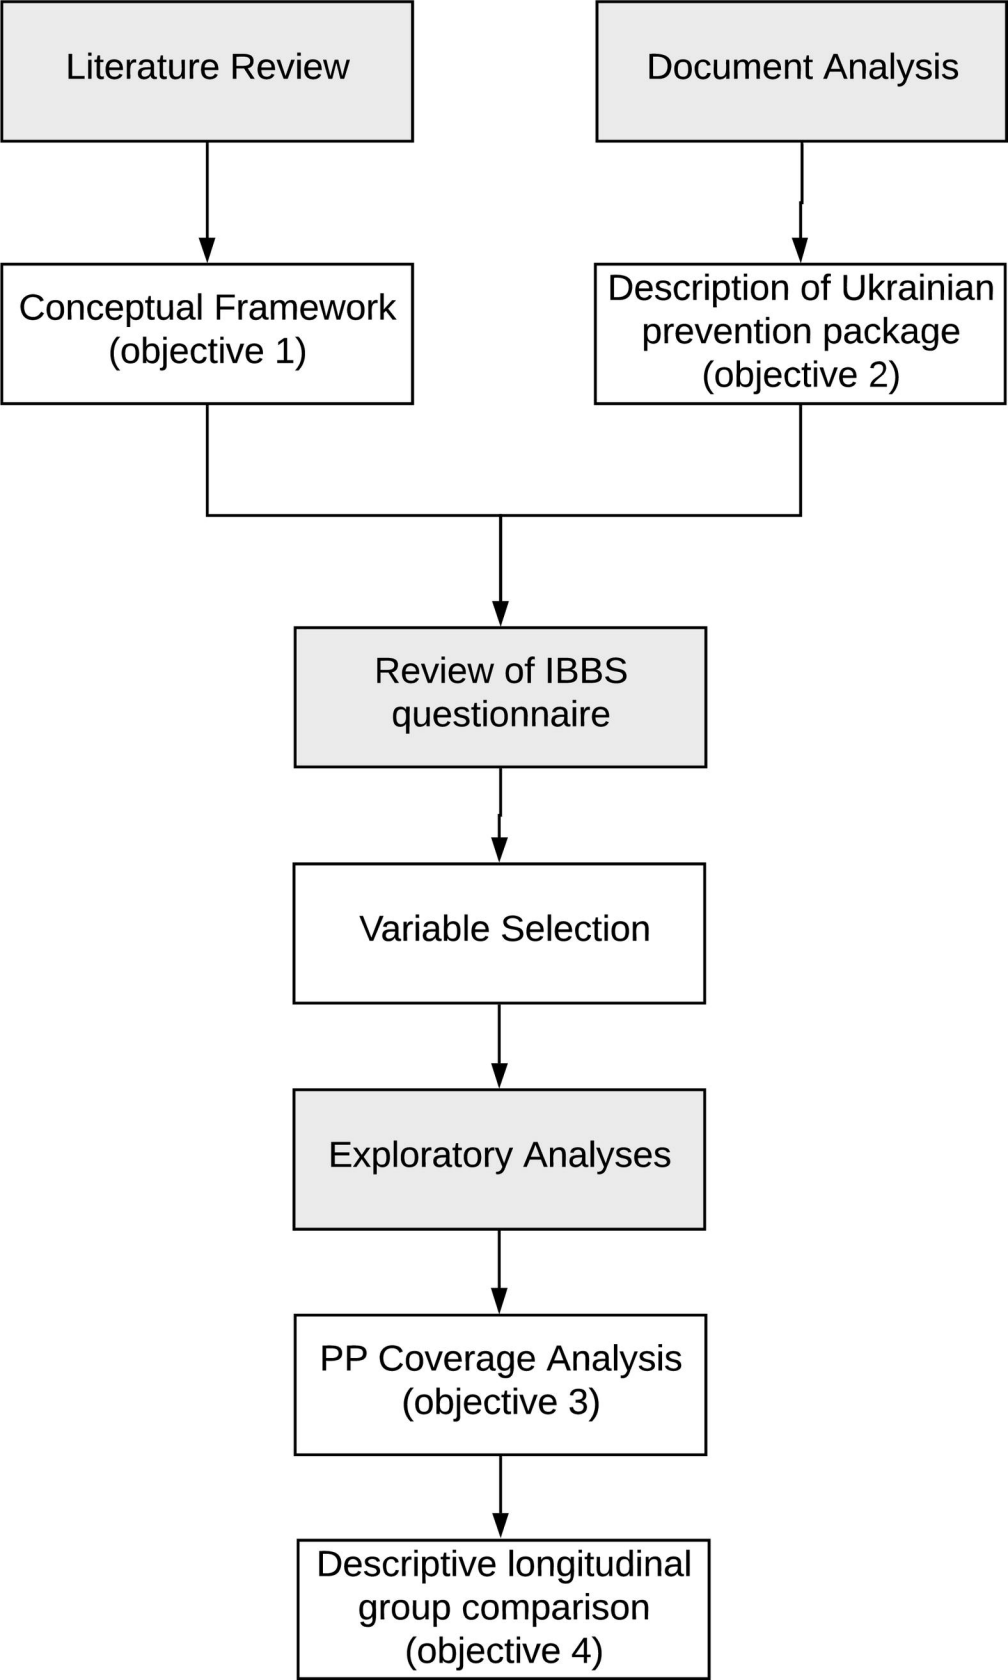 Literature Review
Document Analysis
Conceptual Framework
(objective 1)
Description of Ukrainian
prevention package
(objective 2)
Review of IBBS
questionnaire
Variable Selection
Exploratory Analyses
PP Coverage Analysis
(objective 3)
Descriptive longitudinal
group comparison
(objective 4)